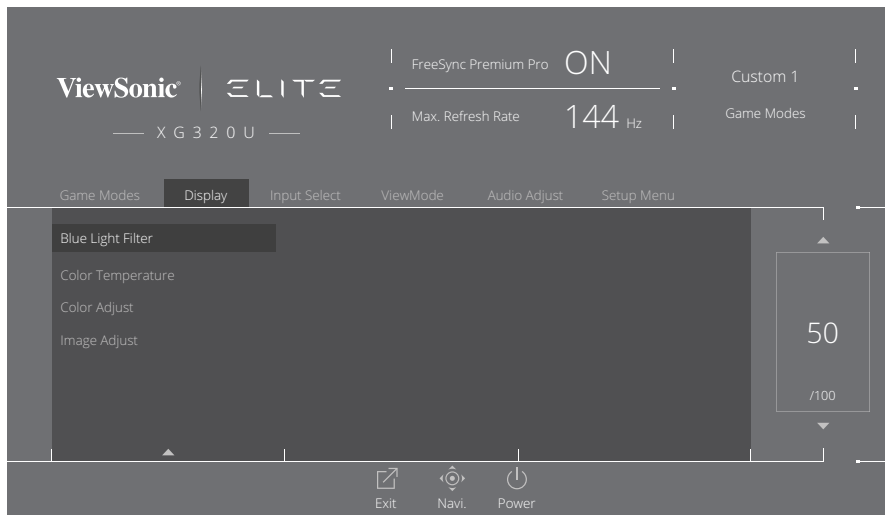 ViewSonic® ELITE
XG320U
FreeSync Premium Pro ON
Max. Refresh Rate 144 Hz
Custom 1
Game Modes
Game Modes Display Input Select ViewMode Audio Adjust Setup Menu
Blue Light Filter
Color Temperature
Color Adjust
Image Adjust
50
/100
Exit Navi. Power